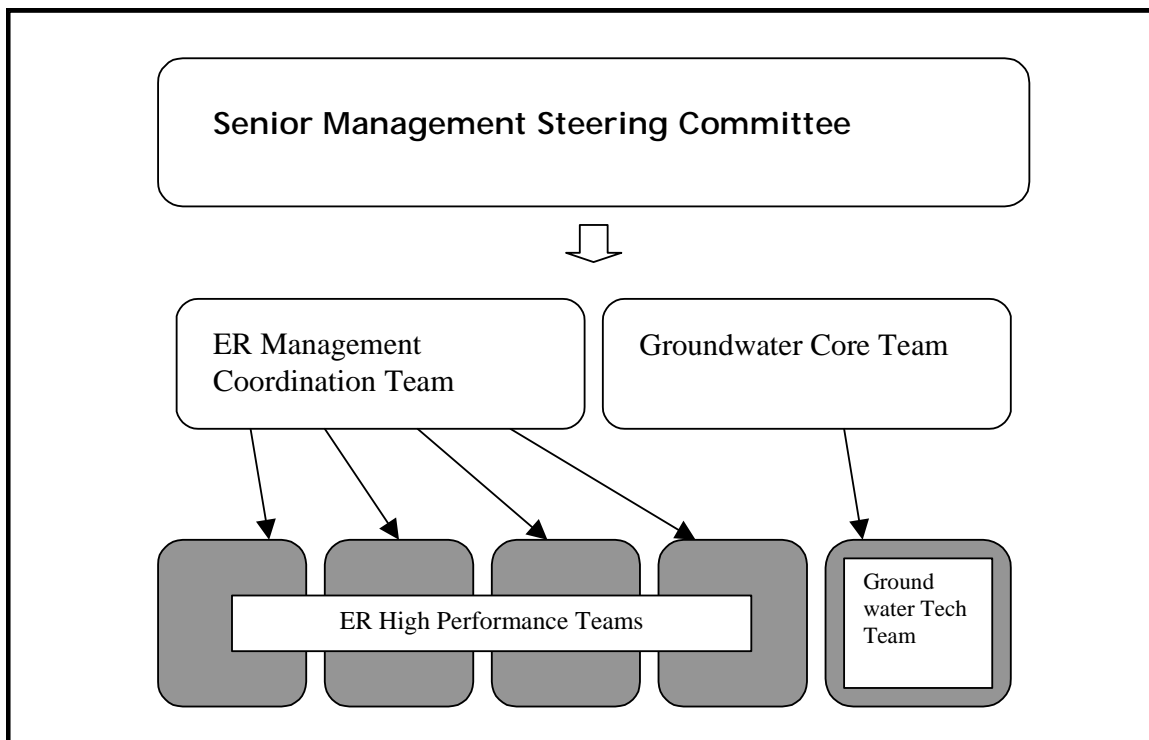 Senior Management Steering Committee
ER Management
Coordination Team
Groundwater Core Team
ER High Performance Teams
Ground
water Tech
Team